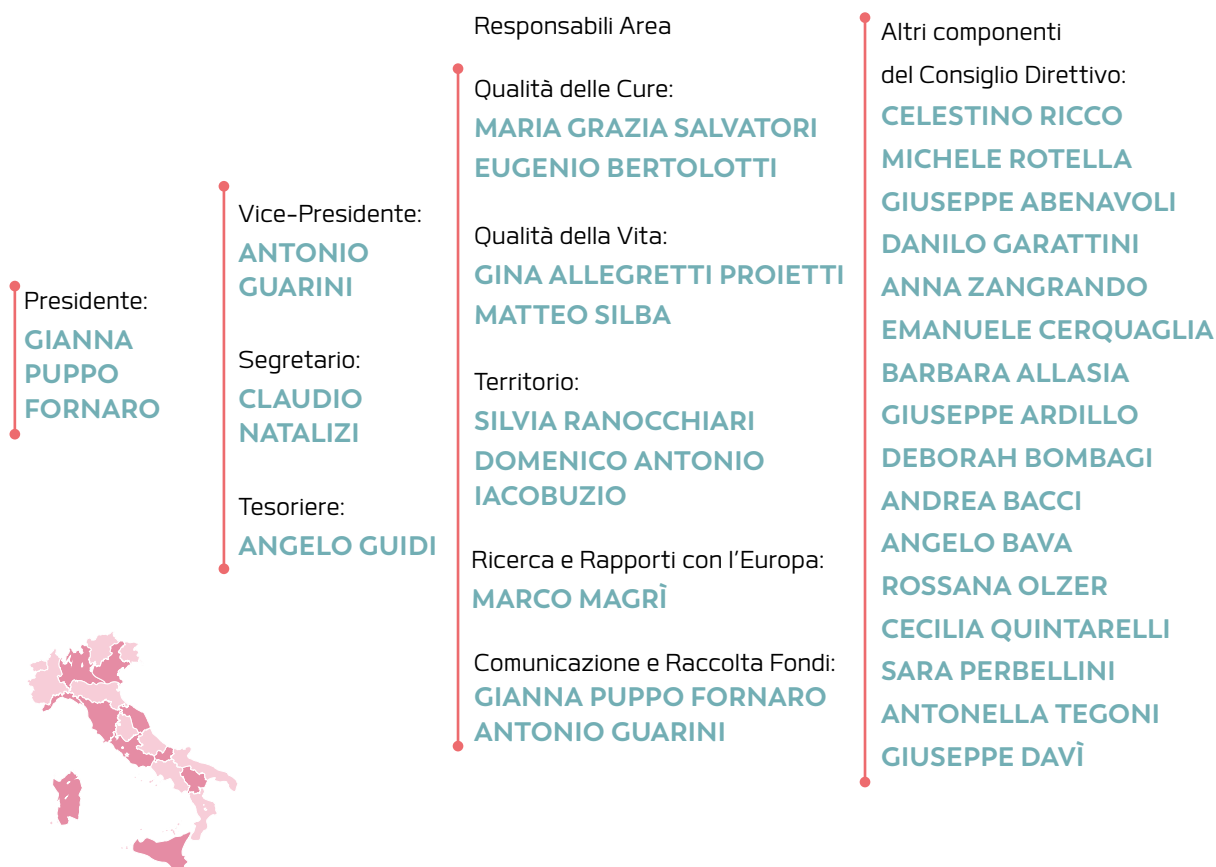 Presidente:
GIANNA
PUPPO
FORNARO
Vice-Presidente:
ANTONIO
GUARINI
Segretario:
CLAUDIO
NATALIZI
Tesoriere:
ANGELO GUIDI
Responsabili Area
Qualità delle Cure:
MARIA GRAZIA SALVATORI
EUGENIO BERTOLOTTI
Qualità della Vita:
GINA ALLEGRETTI PROIETTI
MATTEO SILBA
Territorio:
SILVIA RANOCCHIARI
DOMENICO ANTONIO
IACOBUZIO
Ricerca e Rapporti con l'Europa:
MARCO MAGRÌ
Comunicazione e Raccolta Fondi:
GIANNA PUPPO FORNARO
ANTONIO GUARINI
Altri componenti
del Consiglio Direttivo:
CELESTINO RICCO
MICHELE ROTELLA
GIUSEPPE ABENAVOLI
DANILO GARATTINI
ANNA ZANGRANDO
EMANUELE CERQUAGLIA
BARBARA ALLASIA
GIUSEPPE ARDILLO
DEBORAH BOMBAGI
ANDREA BACCI
ANGELO BAVA
ROSSANA OLZER
CECILIA QUINTARELLI
SARA PERBELLINI
ANTONELLA TEGONI
GIUSEPPE DAVÌ